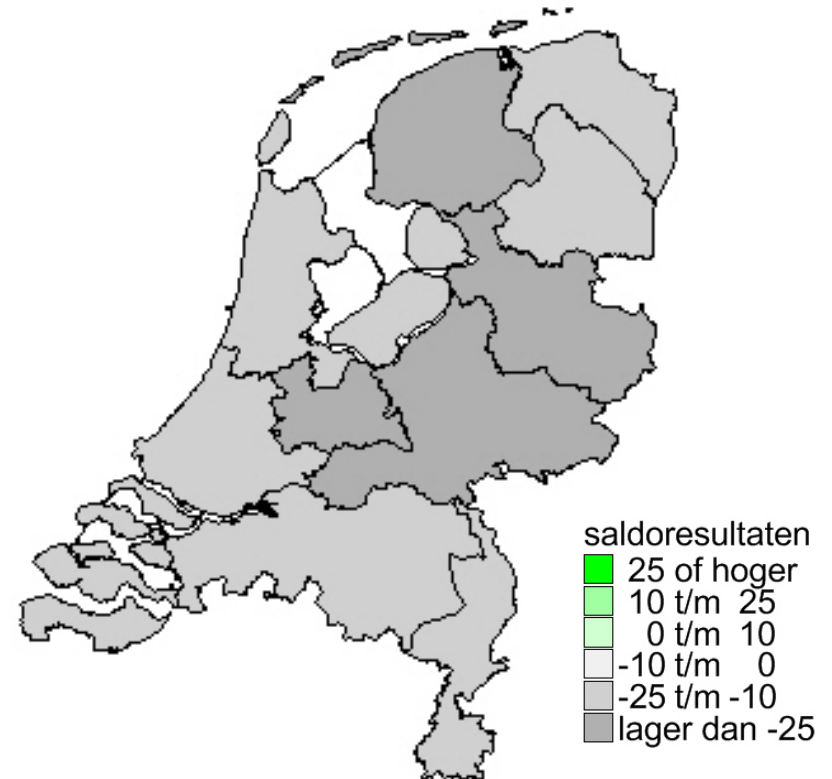 saldoresultaten
25 of hoger
10 t/m 25
0 t/m 10
-10 t/m 0
-25 t/m -10
lager dan -25